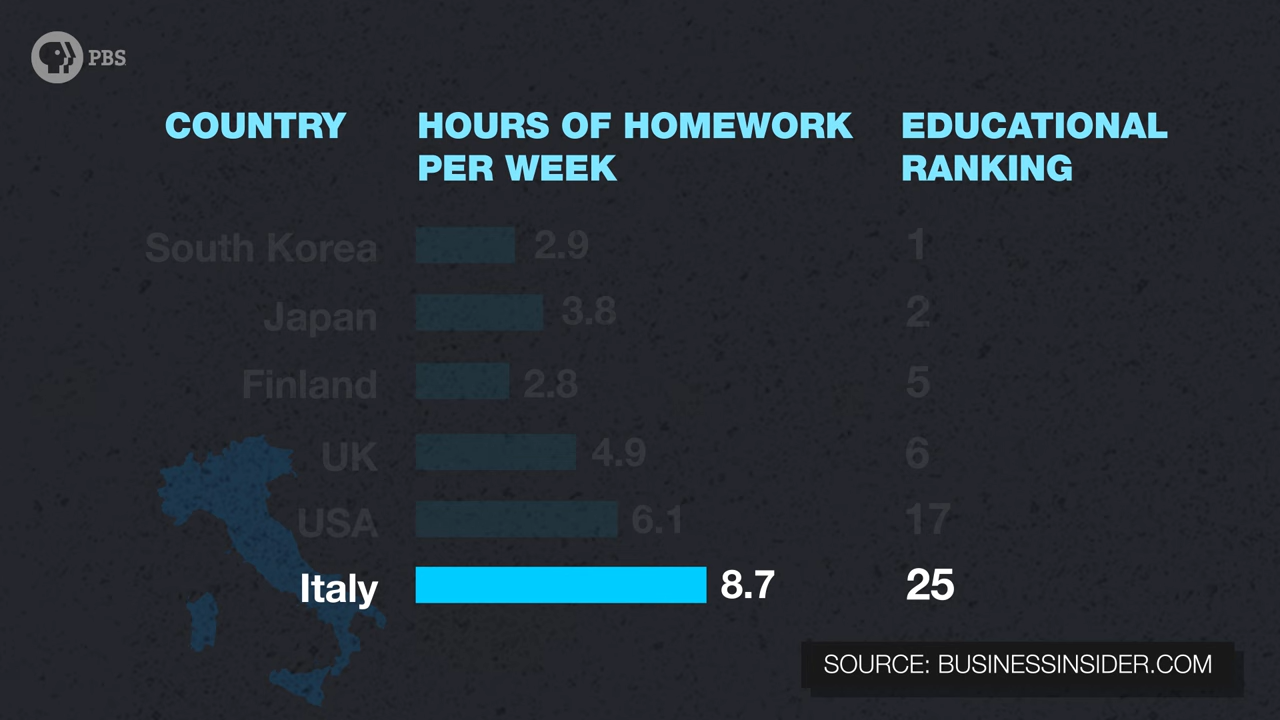 PBS
COUNTRY HOURS OF HOMEWORK PER WEEK EDUCATIONAL RANKING
South Korea 2.9 1
Japan 3.8 2
Finland 2.8 5
UK 4.9 6
USA 6.1 17
Italy 8.7 25
SOURCE: BUSINESSINSIDER.COM